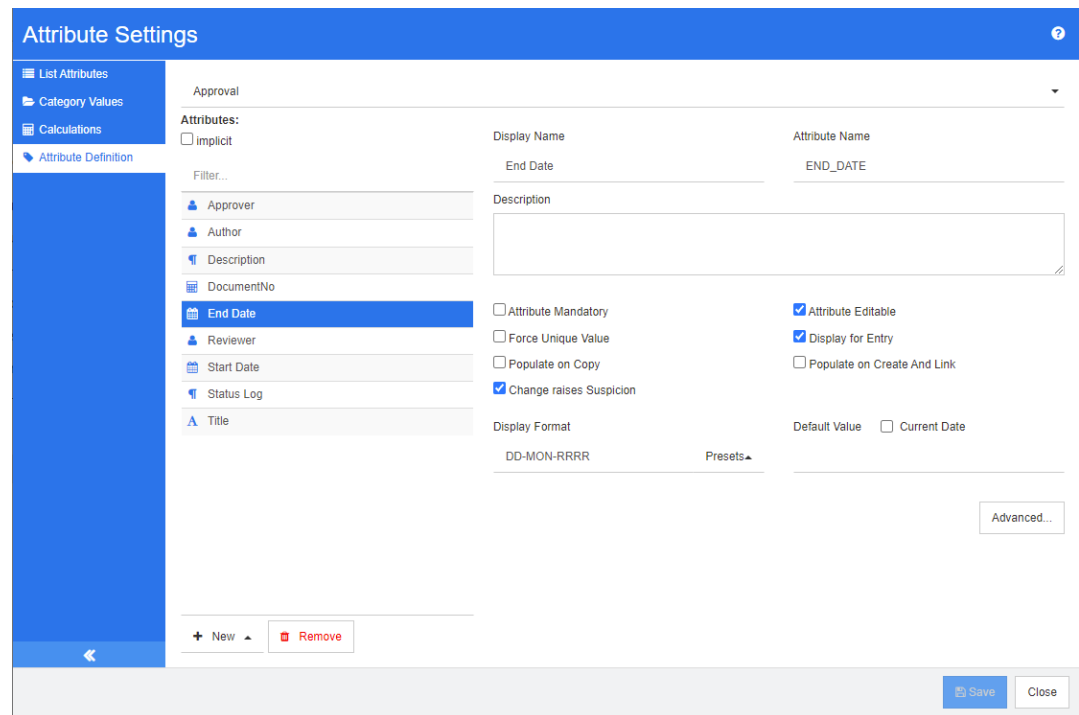 Attribute Settings
List Attributes
Category Values
Calculations
Attribute Definition
Approval
Attributes:
implicit
Filter...
Approver
Author
Description
DocumentNo
End Date
Reviewer
Start Date
Status Log
Title
New
Remove
Display Name
Attribute Name
End Date
END_DATE
Description
Attribute Mandatory
Attribute Editable
Force Unique Value
Display for Entry
Populate on Copy
Populate on Create And Link
Change raises Suspicion
Display Format
Default Value
Current Date
DD-MON-RRRR
Presets
Advanced...
Save
Close